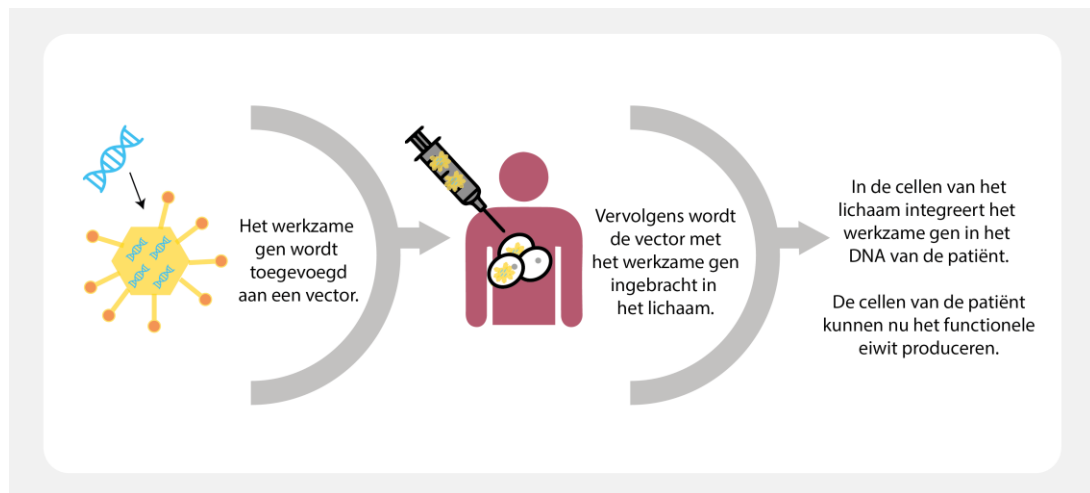 Het werkzame
gen wordt
toegevoegd
aan een vector.
Vervolgens wordt
de vector met
het werkzame gen
ingebracht in
het lichaam.
In de cellen van het
lichaam integreert het
werkzame gen in het
DNA van de patiënt.
De cellen van de patiënt
kunnen nu het functionele
eiwit produceren.